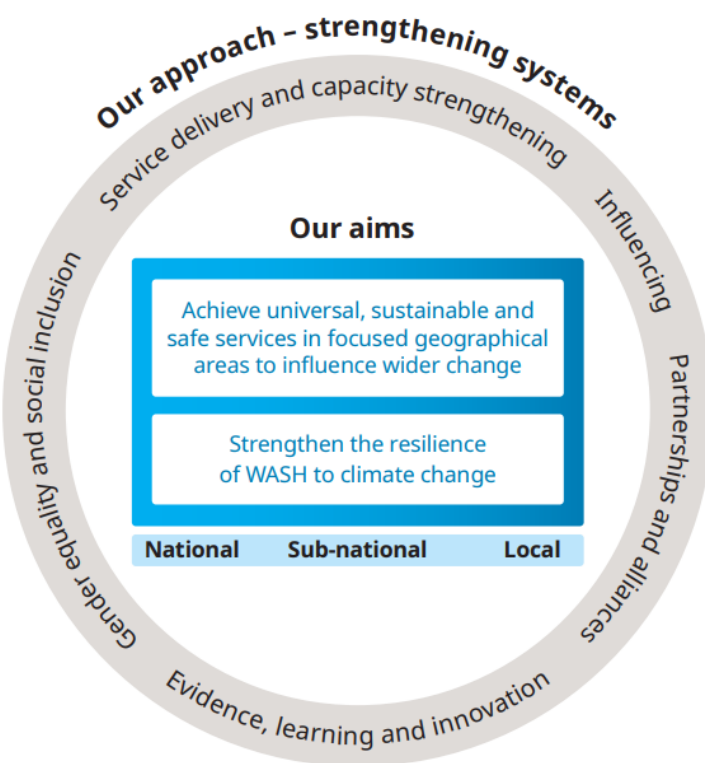 Our approach – strengthening systems
Service delivery and capacity strengthening
Influencing
Partnerships and alliances
Evidence, learning and innovation
Gender equality and social inclusion
Our aims
Achieve universal, sustainable and
safe services in focused geographical
areas to influence wider change
Strengthen the resilience
of WASH to climate change
National Sub-national Local